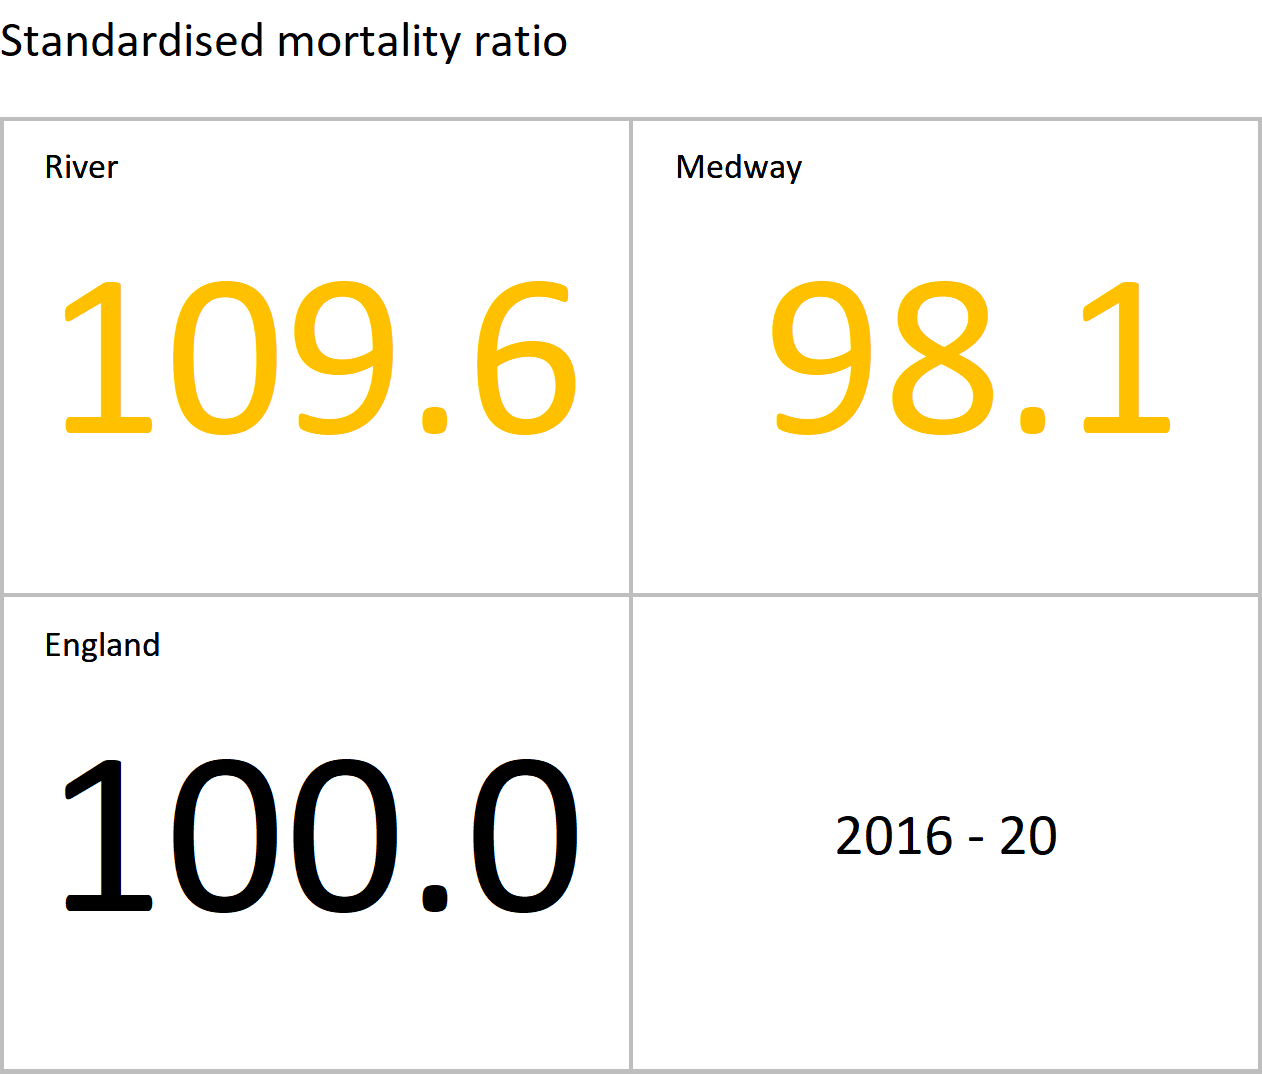 Standardised mortality ratio
River
109.6
Medway
98.1
England
100.0
2016 - 20